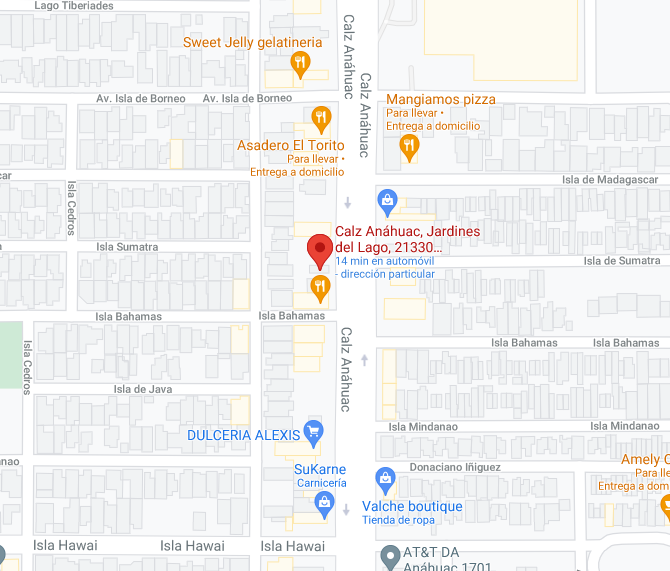 Lago Tiberiades
Calz Anáhuac
Sweet Jelly gelatineria
Calz Anáhuac
Av. Isla de Borneo
Av. Isla de Borneo
Mangiamos pizza
Para llevar •
Entrega a domicilio
Asadero El Torito
Para llevar •
Entrega a domicilio
car
Isla de Madagascar
Isla Cedros
Calz Anáhuac, Jardines
del Lago, 21330...
14 min en automóvil
- dirección particular
Isla Sumatra
Isla de Sumatra
Isla Bahamas
Isla Bahamas
Calz Anáhuac
Isla Bahamas
Isla Bahamas
Isla Cedros
Isla de Java
Isla Mindanao
Isla Mindanao
DULCERIA ALEXIS
nao
Donaciano Iñiguez
SuKarne
Carnicería
Amely C
Para lle
Entrega a dom
Valche boutique
Tienda de ropa
Isla Hawai
Isla Hawai
Isla Hawai
AT&T DA
Anáhuac 1701